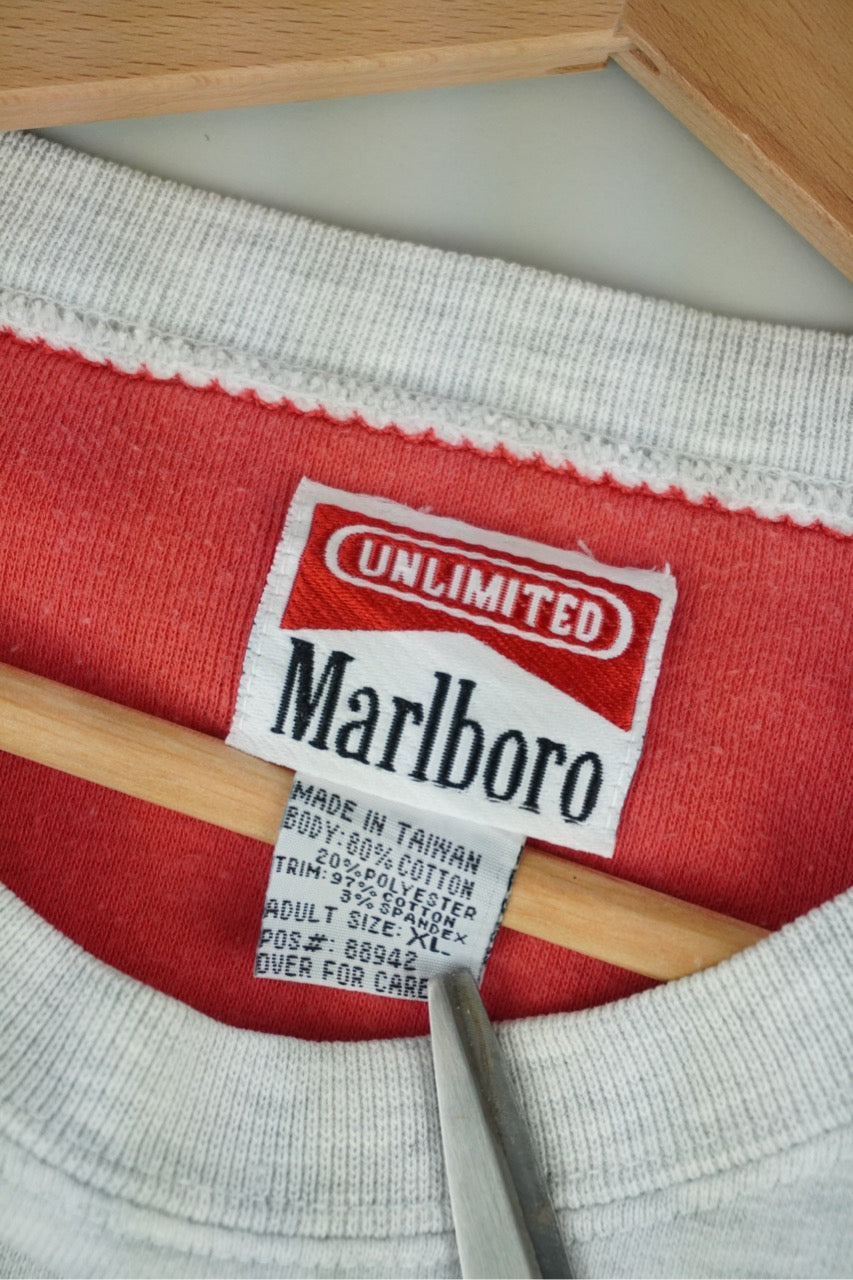 UNLIMITED
Marlboro
MADE IN TAIWAN
BODY: 80% COTTON
20% POLYESTER
TRIM: 97% COTTON
3% SPANDEX
ADULT SIZE: XL
POS#: 88942
OVER FOR CARE